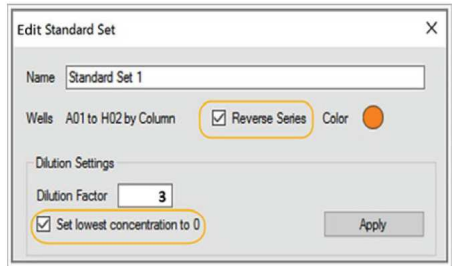 Edit Standard Set X
Name Standard Set 1
Wells A01 to H02 by Column Reverse Series Color
Dilution Settings
Dilution Factor 3
Set lowest concentration to 0 Apply